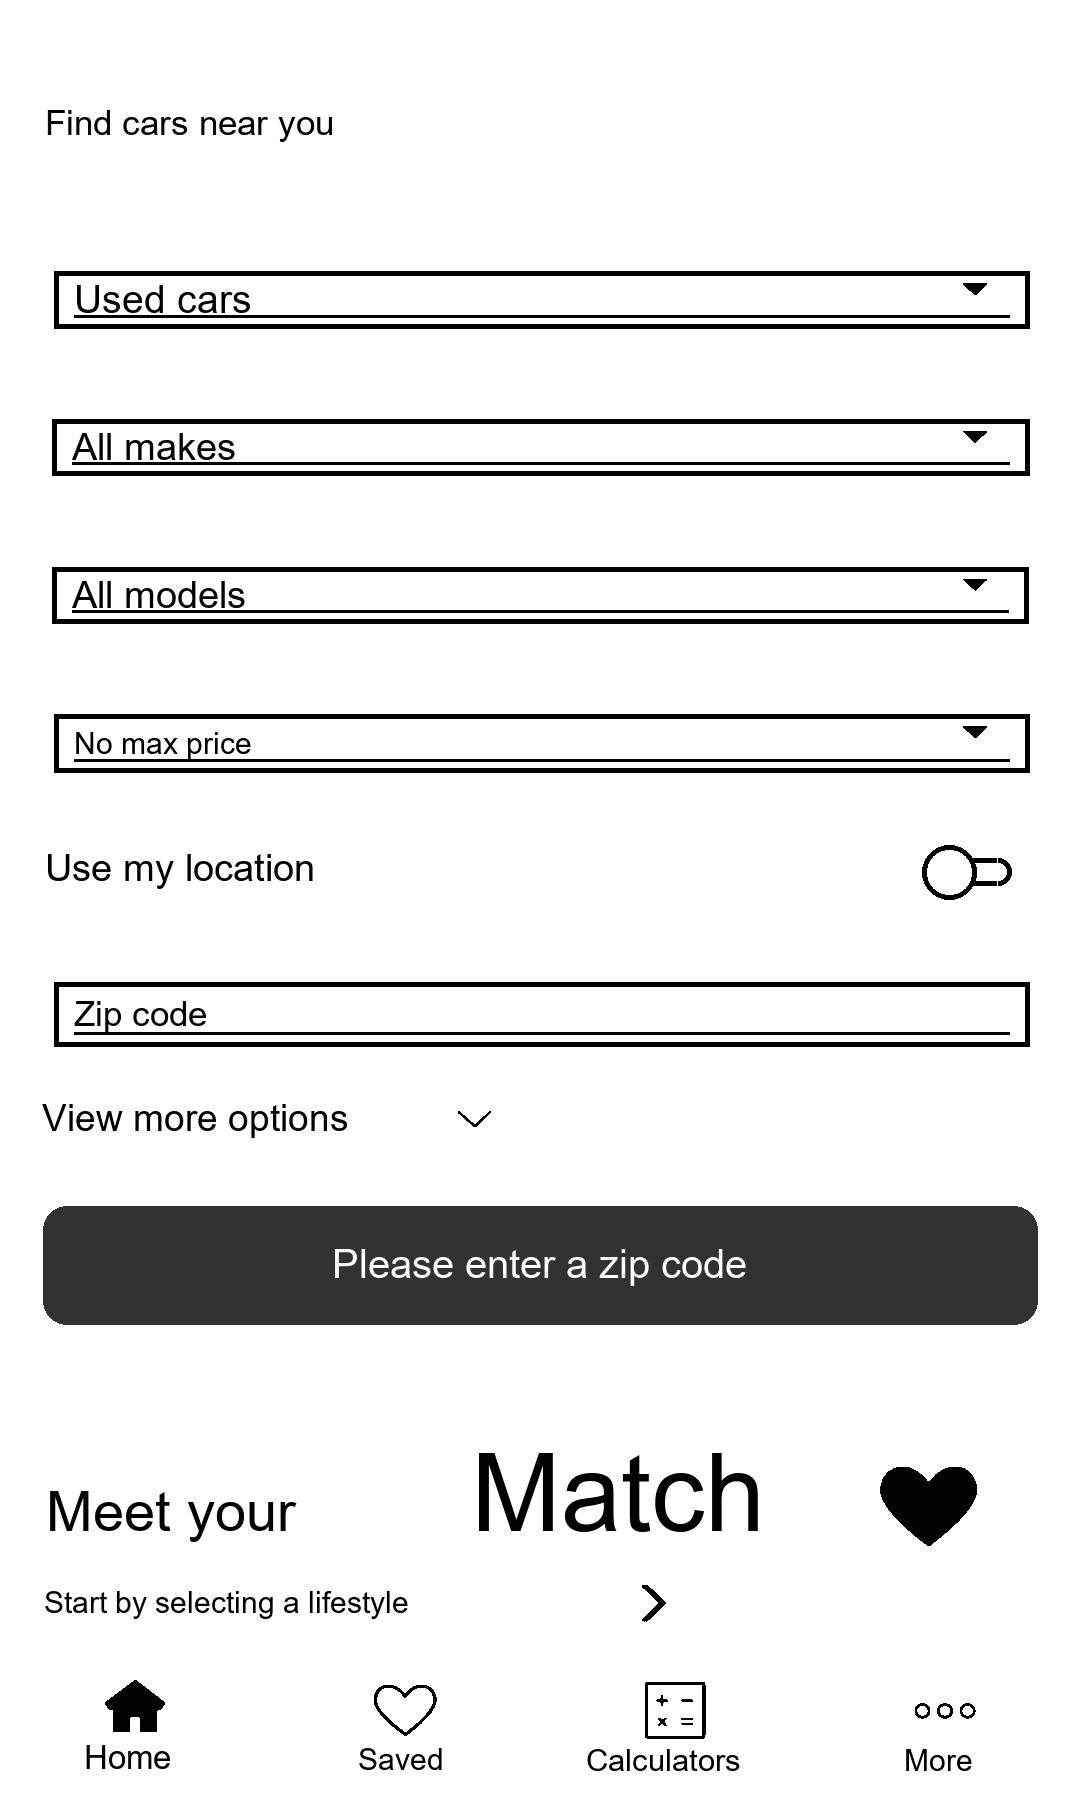 Find cars near you
Used cars
All makes
All models
No max price
Use my location
Zip code
View more options
Please enter a zip code
Meet your Match
Start by selecting a lifestyle
Home Saved Calculators More